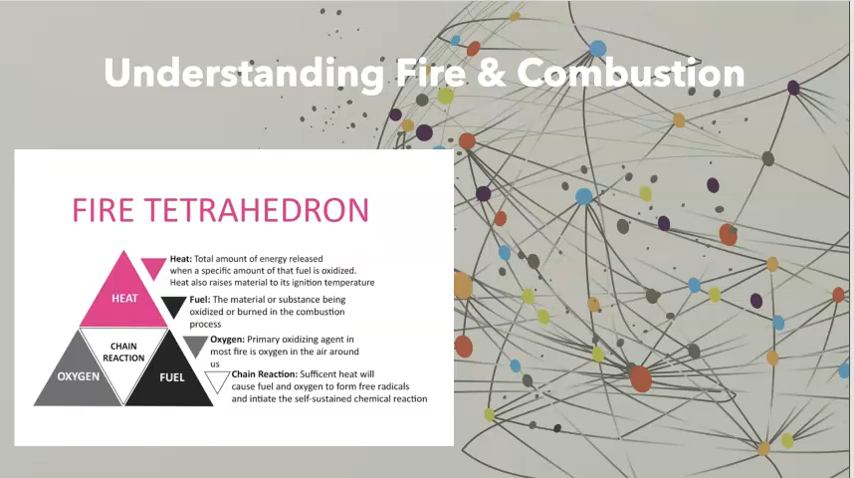 Understanding Fire & Combustion
FIRE TETRAHEDRON
HEAT
CHAIN
REACTION
OXYGEN
FUEL
Heat: Total amount of energy released
when a specific amount of that fuel is oxidized.
Heat also raises material to its ignition temperature
Fuel: The material or substance being
oxidized or burned in the combustion
process
Oxygen: Primary oxidizing agent in
most fire is oxygen in the air around
us
Chain Reaction: Sufficent heat will
cause fuel and oxygen to form free radicals
and intiate the self-sustained chemical reaction